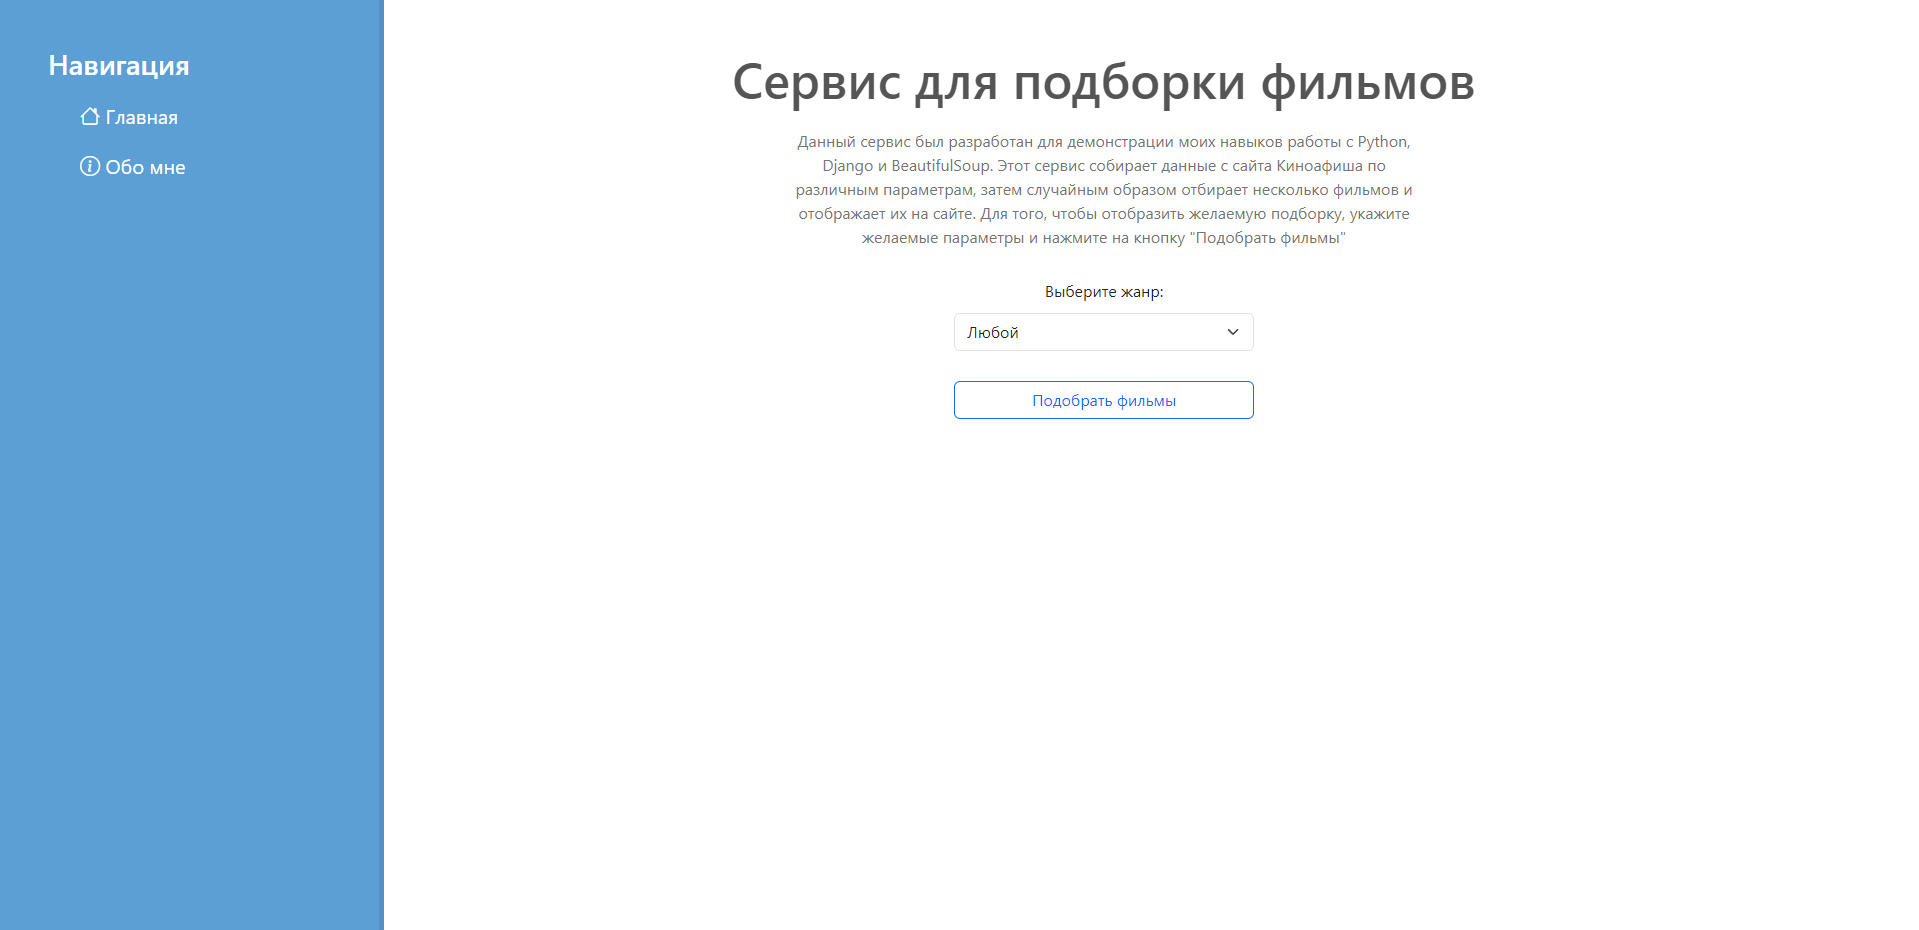 Навигация
Главная
Обо мне
Сервис для подборки фильмов
Данный сервис был разработан для демонстрации моих навыков работы с Python,
Django и BeautifulSoup. Этот сервис собирает данные с сайта Киноафиша по
различным параметрам, затем случайным образом отбирает несколько фильмов и
отображает их на сайте. Для того, чтобы отобразить желаемую подборку, укажите
желаемые параметры и нажмите на кнопку "Подобрать фильмы"
Выберите жанр:
Любой
Подобрать фильмы